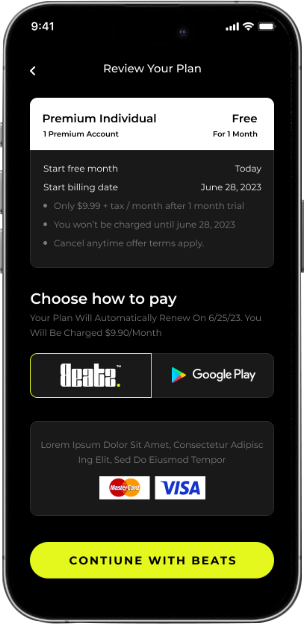 9:41
Review Your Plan
Premium Individual Free
1 Premium Account For 1 Month
Start free month Today
Start billing date June 28, 2023
Only $9.99 + tax / month after 1 month trial
You won't be charged until june 28, 2023
Cancel anytime offer terms apply.
Choose how to pay
Your Plan Will Automatically Renew On 6/25/23. You
Will Be Charged $9.90/Month
Beatz™. Google Play
Lorem Ipsum Dolor Sit Amet, Consectetur Adipisc
Ing Elit, Sed Do Eiusmod Tempor
MasterCard VISA
CONTIUNE WITH BEATS